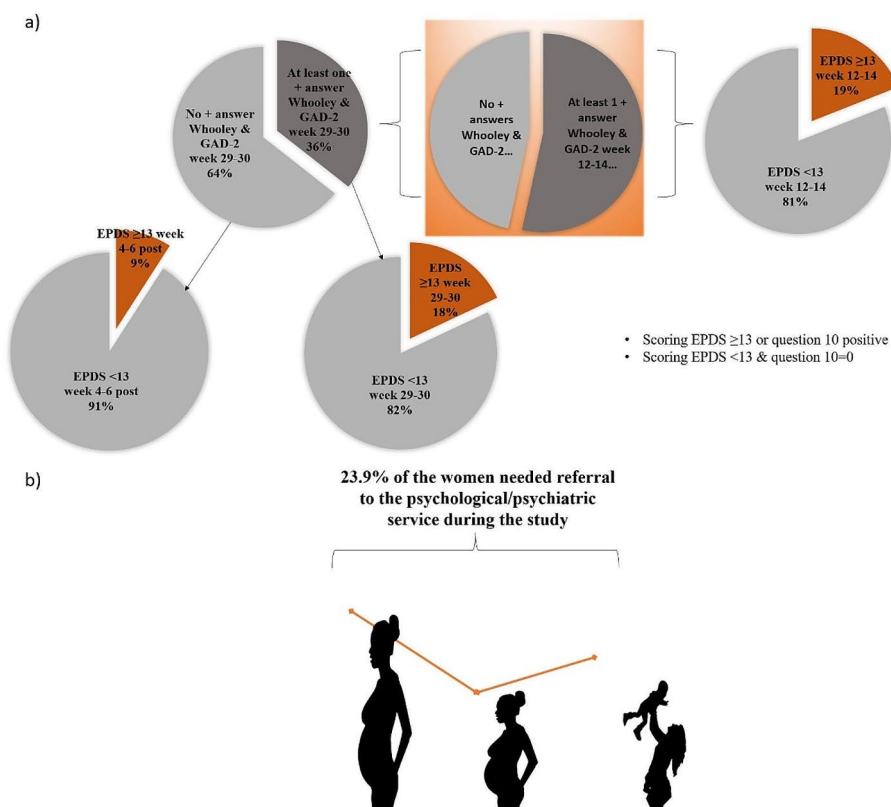 a)
No + answer
Whooley &
GAD-2
week 29-30
64%
At least one
+ answer
Whooley &
GAD-2
week 29-30
36%
No +
answers
Whooley &
GAD-2...
At least 1 +
answer
Whooley &
GAD-2 week
12-14...
EPDS ≥13
week 12-14
19%
EPDS <13
week 12-14
81%
EPDS ≥13 week
4-6 post
9%
EPDS <13
week 4-6 post
91%
EPDS
≥13 week
29-30
18%
EPDS <13
week 29-30
82%
• Scoring EPDS ≥13 or question 10 positive
• Scoring EPDS <13 & question 10=0
b)
23.9% of the women needed referral
to the psychological/psychiatric
service during the study